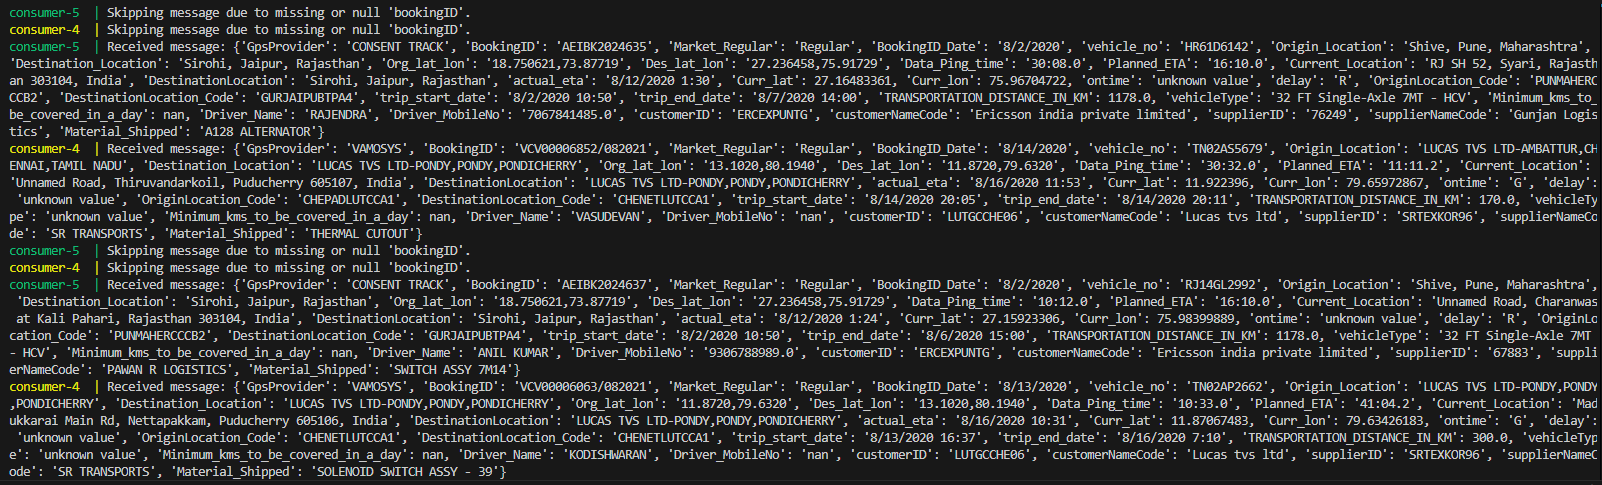 consumer-5  | Skipping message due to missing or null 'bookingID'.
consumer-4  | Skipping message due to missing or null 'bookingID'.
consumer-5  | Received message: {'GpsProvider': 'CONSENT TRACK', 'BookingID': 'AEIBK2024635', 'Market_Regular': 'Regular', 'BookingID_Date': '8/2/2020', 'vehicle_no': 'HR61D6142', 'Origin_Location': 'Shive, Pune, Maharashtra',
'Destination_Location': 'Sirohi, Jaipur, Rajasthan', 'Org_lat_lon': '18.750621,73.87719', 'Des_lat_lon': '27.236458,75.91729', 'Data_Ping_time': '30:08.0', 'Planned_ETA': '16:10.0', 'Current_Location': 'RJ SH 52, Syari, Rajasth
an 303104, India', 'DestinationLocation': 'Sirohi, Jaipur, Rajasthan', 'actual_eta': '8/12/2020 1:30', 'Curr_lat': 27.16483361, 'Curr_lon': 75.96704722, 'ontime': 'unknown value', 'delay': 'R', 'OriginLocation_Code': 'PUNMAHERC
CCB2', 'DestinationLocation_Code': 'GURJAIPUBTPA4', 'trip_start_date': '8/2/2020 10:50', 'trip_end_date': '8/7/2020 14:00', 'TRANSPORTATION_DISTANCE_IN_KM': 1178.0, 'vehicleType': '32 FT Single-Axle 7MT - HCV', 'Minimum_kms_to_
be_covered_in_a_day': nan, 'Driver_Name': 'RAJENDRA', 'Driver_MobileNo': '7067841485.0', 'customerID': 'ERCEXPUNTG', 'customerNameCode': 'Ericsson india private limited', 'supplierID': '76249', 'supplierNameCode': 'Gunjan Logis
tics', 'Material_Shipped': 'A128 ALTERNATOR'}
consumer-4  | Received message: {'GpsProvider': 'VAMOSYS', 'BookingID': 'VCV00006852/082021', 'Market_Regular': 'Regular', 'BookingID_Date': '8/14/2020', 'vehicle_no': 'TN02AS5679', 'Origin_Location': 'LUCAS TVS LTD-AMBATTUR,CH
ENNAI,TAMIL NADU', 'Destination_Location': 'LUCAS TVS LTD-PONDY,PONDY,PONDICHERRY', 'Org_lat_lon': '13.1020,80.1940', 'Des_lat_lon': '11.8720,79.6320', 'Data_Ping_time': '30:32.0', 'Planned_ETA': '11:11.2', 'Current_Location':
'Unnamed Road, Thiruvandarkoil, Puducherry 605107, India', 'DestinationLocation': 'LUCAS TVS LTD-PONDY,PONDY,PONDICHERRY', 'actual_eta': '8/16/2020 11:53', 'Curr_lat': 11.922396, 'Curr_lon': 79.65972867, 'ontime': 'G', 'delay':
'unknown value', 'OriginLocation_Code': 'CHEPADLUTCCA1', 'DestinationLocation_Code': 'CHENETLUTCCA1', 'trip_start_date': '8/14/2020 20:05', 'trip_end_date': '8/14/2020 20:11', 'TRANSPORTATION_DISTANCE_IN_KM': 170.0, 'vehicleTy
pe': 'unknown value', 'Minimum_kms_to_be_covered_in_a_day': nan, 'Driver_Name': 'VASUDEVAN', 'Driver_MobileNo': 'nan', 'customerID': 'LUTGCCHE06', 'customerNameCode': 'Lucas tvs ltd', 'supplierID': 'SRTEXKOR96', 'supplierNameCo
de': 'SR TRANSPORTS', 'Material_Shipped': 'THERMAL CUTOUT'}
consumer-5  | Skipping message due to missing or null 'bookingID'.
consumer-4  | Skipping message due to missing or null 'bookingID'.
consumer-5  | Received message: {'GpsProvider': 'CONSENT TRACK', 'BookingID': 'AEIBK2024637', 'Market_Regular': 'Regular', 'BookingID_Date': '8/2/2020', 'vehicle_no': 'RJ14GL2992', 'Origin_Location': 'Shive, Pune, Maharashtra',
'Destination_Location': 'Sirohi, Jaipur, Rajasthan', 'Org_lat_lon': '18.750621,73.87719', 'Des_lat_lon': '27.236458,75.91729', 'Data_Ping_time': '10:12.0', 'Planned_ETA': '16:10.0', 'Current_Location': 'Unnamed Road, Charanwas
at Kali Pahari, Rajasthan 303104, India', 'DestinationLocation': 'Sirohi, Jaipur, Rajasthan', 'actual_eta': '8/12/2020 1:24', 'Curr_lat': 27.15923306, 'Curr_lon': 75.98399889, 'ontime': 'unknown value', 'delay': 'R', 'OriginLo
cation_Code': 'PUNMAHERCCCB2', 'DestinationLocation_Code': 'GURJAIPUBTPA4', 'trip_start_date': '8/2/2020 10:50', 'trip_end_date': '8/6/2020 15:00', 'TRANSPORTATION_DISTANCE_IN_KM': 1178.0, 'vehicleType': '32 FT Single-Axle 7MT
- HCV', 'Minimum_kms_to_be_covered_in_a_day': nan, 'Driver_Name': 'ANIL KUMAR', 'Driver_MobileNo': '9306788989.0', 'customerID': 'ERCEXPUNTG', 'customerNameCode': 'Ericsson india private limited', 'supplierID': '67883', 'suppli
erNameCode': 'PAWAN R LOGISTICS', 'Material_Shipped': 'SWITCH ASSY 7M14'}
consumer-4  | Received message: {'GpsProvider': 'VAMOSYS', 'BookingID': 'VCV00006063/082021', 'Market_Regular': 'Regular', 'BookingID_Date': '8/13/2020', 'vehicle_no': 'TN02AP2662', 'Origin_Location': 'LUCAS TVS LTD-PONDY,PONDY
,PONDICHERRY', 'Destination_Location': 'LUCAS TVS LTD-PONDY,PONDY,PONDICHERRY', 'Org_lat_lon': '11.8720,79.6320', 'Des_lat_lon': '13.1020,80.1940', 'Data_Ping_time': '10:33.0', 'Planned_ETA': '41:04.2', 'Current_Location': 'Mad
ukkarai Main Rd, Nettapakkam, Puducherry 605106, India', 'DestinationLocation': 'LUCAS TVS LTD-PONDY,PONDY,PONDICHERRY', 'actual_eta': '8/16/2020 10:31', 'Curr_lat': 11.87067483, 'Curr_lon': 79.63426183, 'ontime': 'G', 'delay':
'unknown value', 'OriginLocation_Code': 'CHENETLUTCCA1', 'DestinationLocation_Code': 'CHENETLUTCCA1', 'trip_start_date': '8/13/2020 16:37', 'trip_end_date': '8/16/2020 7:10', 'TRANSPORTATION_DISTANCE_IN_KM': 300.0, 'vehicleTyp
e': 'unknown value', 'Minimum_kms_to_be_covered_in_a_day': nan, 'Driver_Name': 'KODISHWARAN', 'Driver_MobileNo': 'nan', 'customerID': 'LUTGCCHE06', 'customerNameCode': 'Lucas tvs ltd', 'supplierID': 'SRTEXKOR96', 'supplierNameC
ode': 'SR TRANSPORTS', 'Material_Shipped': 'SOLENOID SWITCH ASSY - 39'}